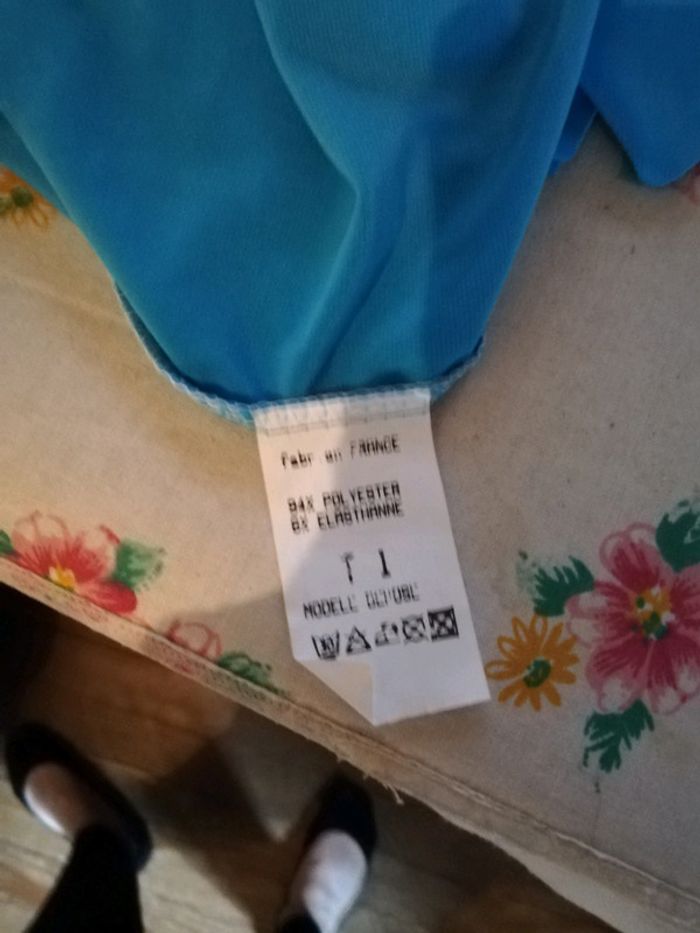 fabr en FRANCE
94% POLYESTER
6% ELASTHANNE
T 1
MODELE DEPOSE